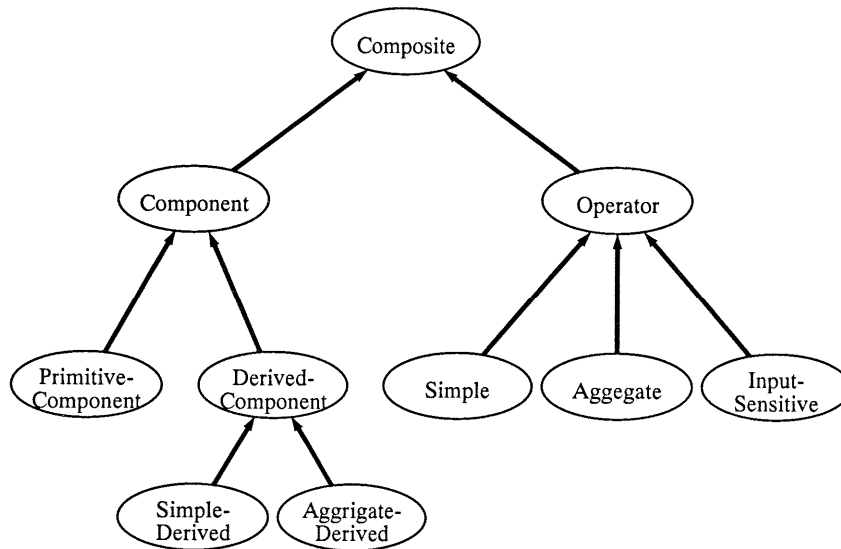 Composite
Component
Operator
Primitive-
Component
Derived-
Component
Simple
Aggegate
Input-
Sensitive
Simple-
Derived
Aggrigate-
Derived